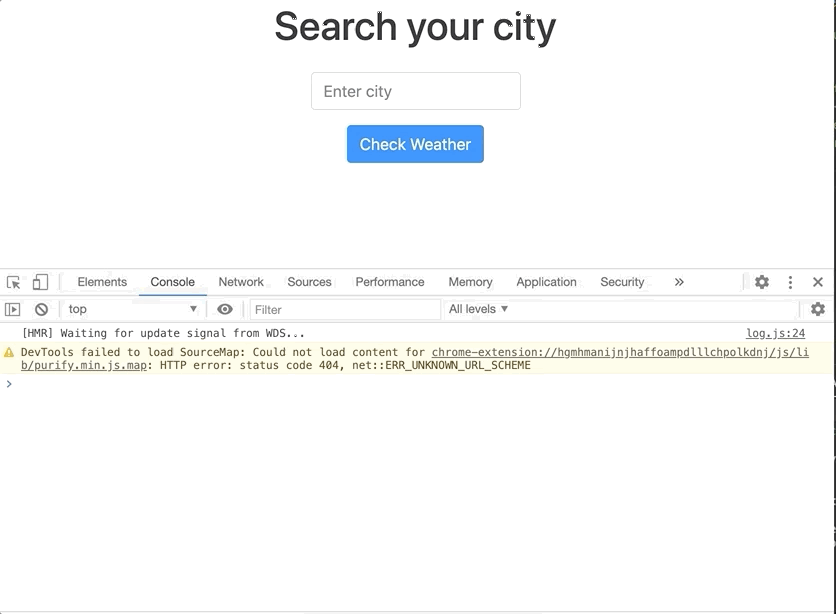 Search your city
Enter city
Check Weather
Elements Console Network Sources Performance Memory Application Security »
top ▼ Filter All levels ▼
[HMR] Waiting for update signal from WDS... log.js:24
DevTools failed to load SourceMap: Could not load content for chrome-extension://hgmhmanijnjhaffoampdlllchpolkdnj/js/li
b/purify.min.js.map: HTTP error: status code 404, net::ERR_UNKNOWN_URL_SCHEME
>